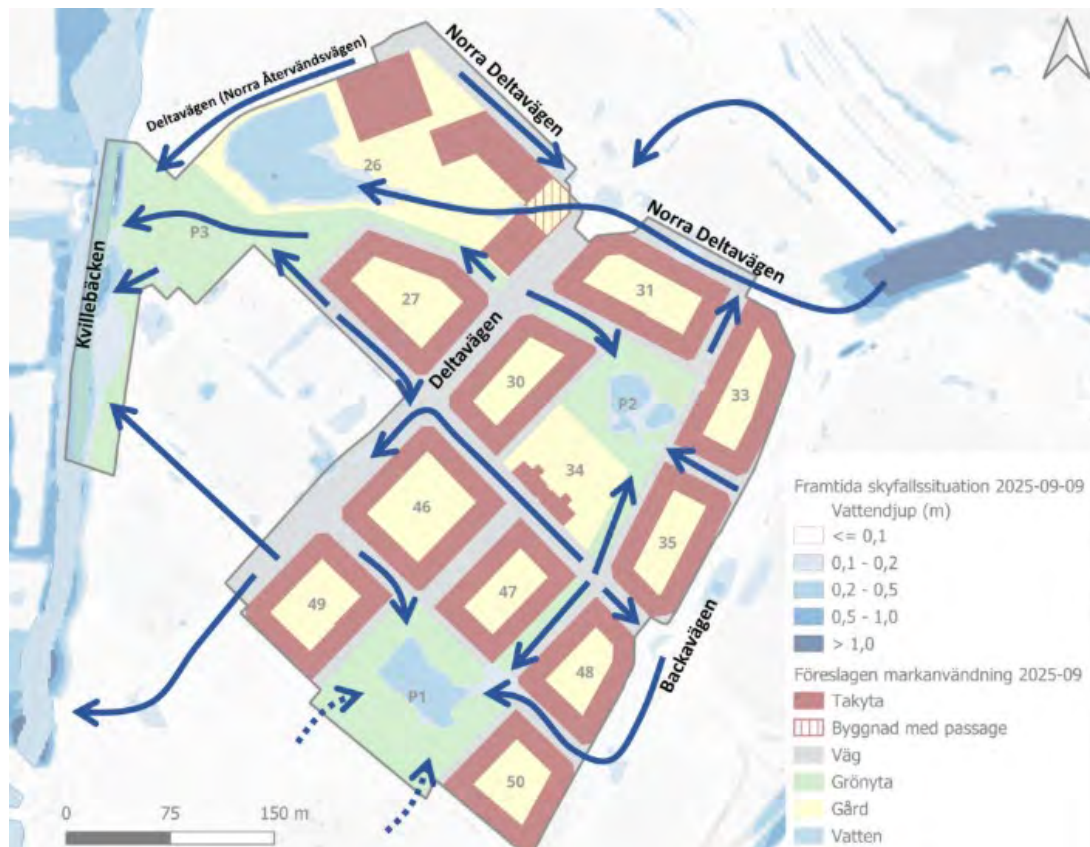 Norra Deltavägen
Deltavägen (Norra Återvändsvägen)
26
Norra Deltavägen
P3
Kvillebäcken
27
31
Deltavägen
30
P2
33
34
46
35
47
49
48
Backavägen
P1
50
0 75 150 m
Framtida skyfallssituation 2025-09-09
Vattendjup (m)
<= 0,1
0,1 - 0,2
0,2 - 0,5
0,5 - 1,0
> 1,0
Föreslagen markanvändning 2025-09
Takyta
Byggnad med passage
Väg
Grönyta
Gård
Vatten